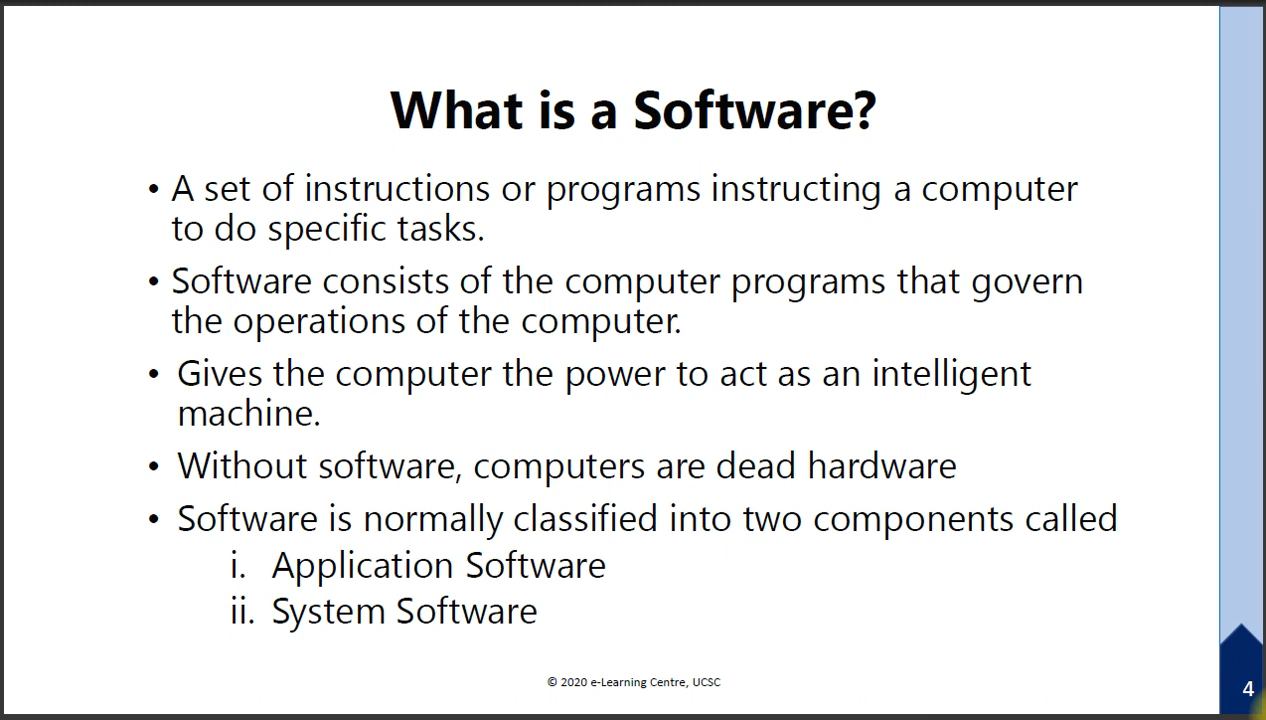 What is a Software?
• A set of instructions or programs instructing a computer
to do specific tasks.
• Software consists of the computer programs that govern
the operations of the computer.
• Gives the computer the power to act as an intelligent
machine.
• Without software, computers are dead hardware
• Software is normally classified into two components called
i. Application Software
ii. System Software
© 2020 e-Learning Centre, UCSC
4